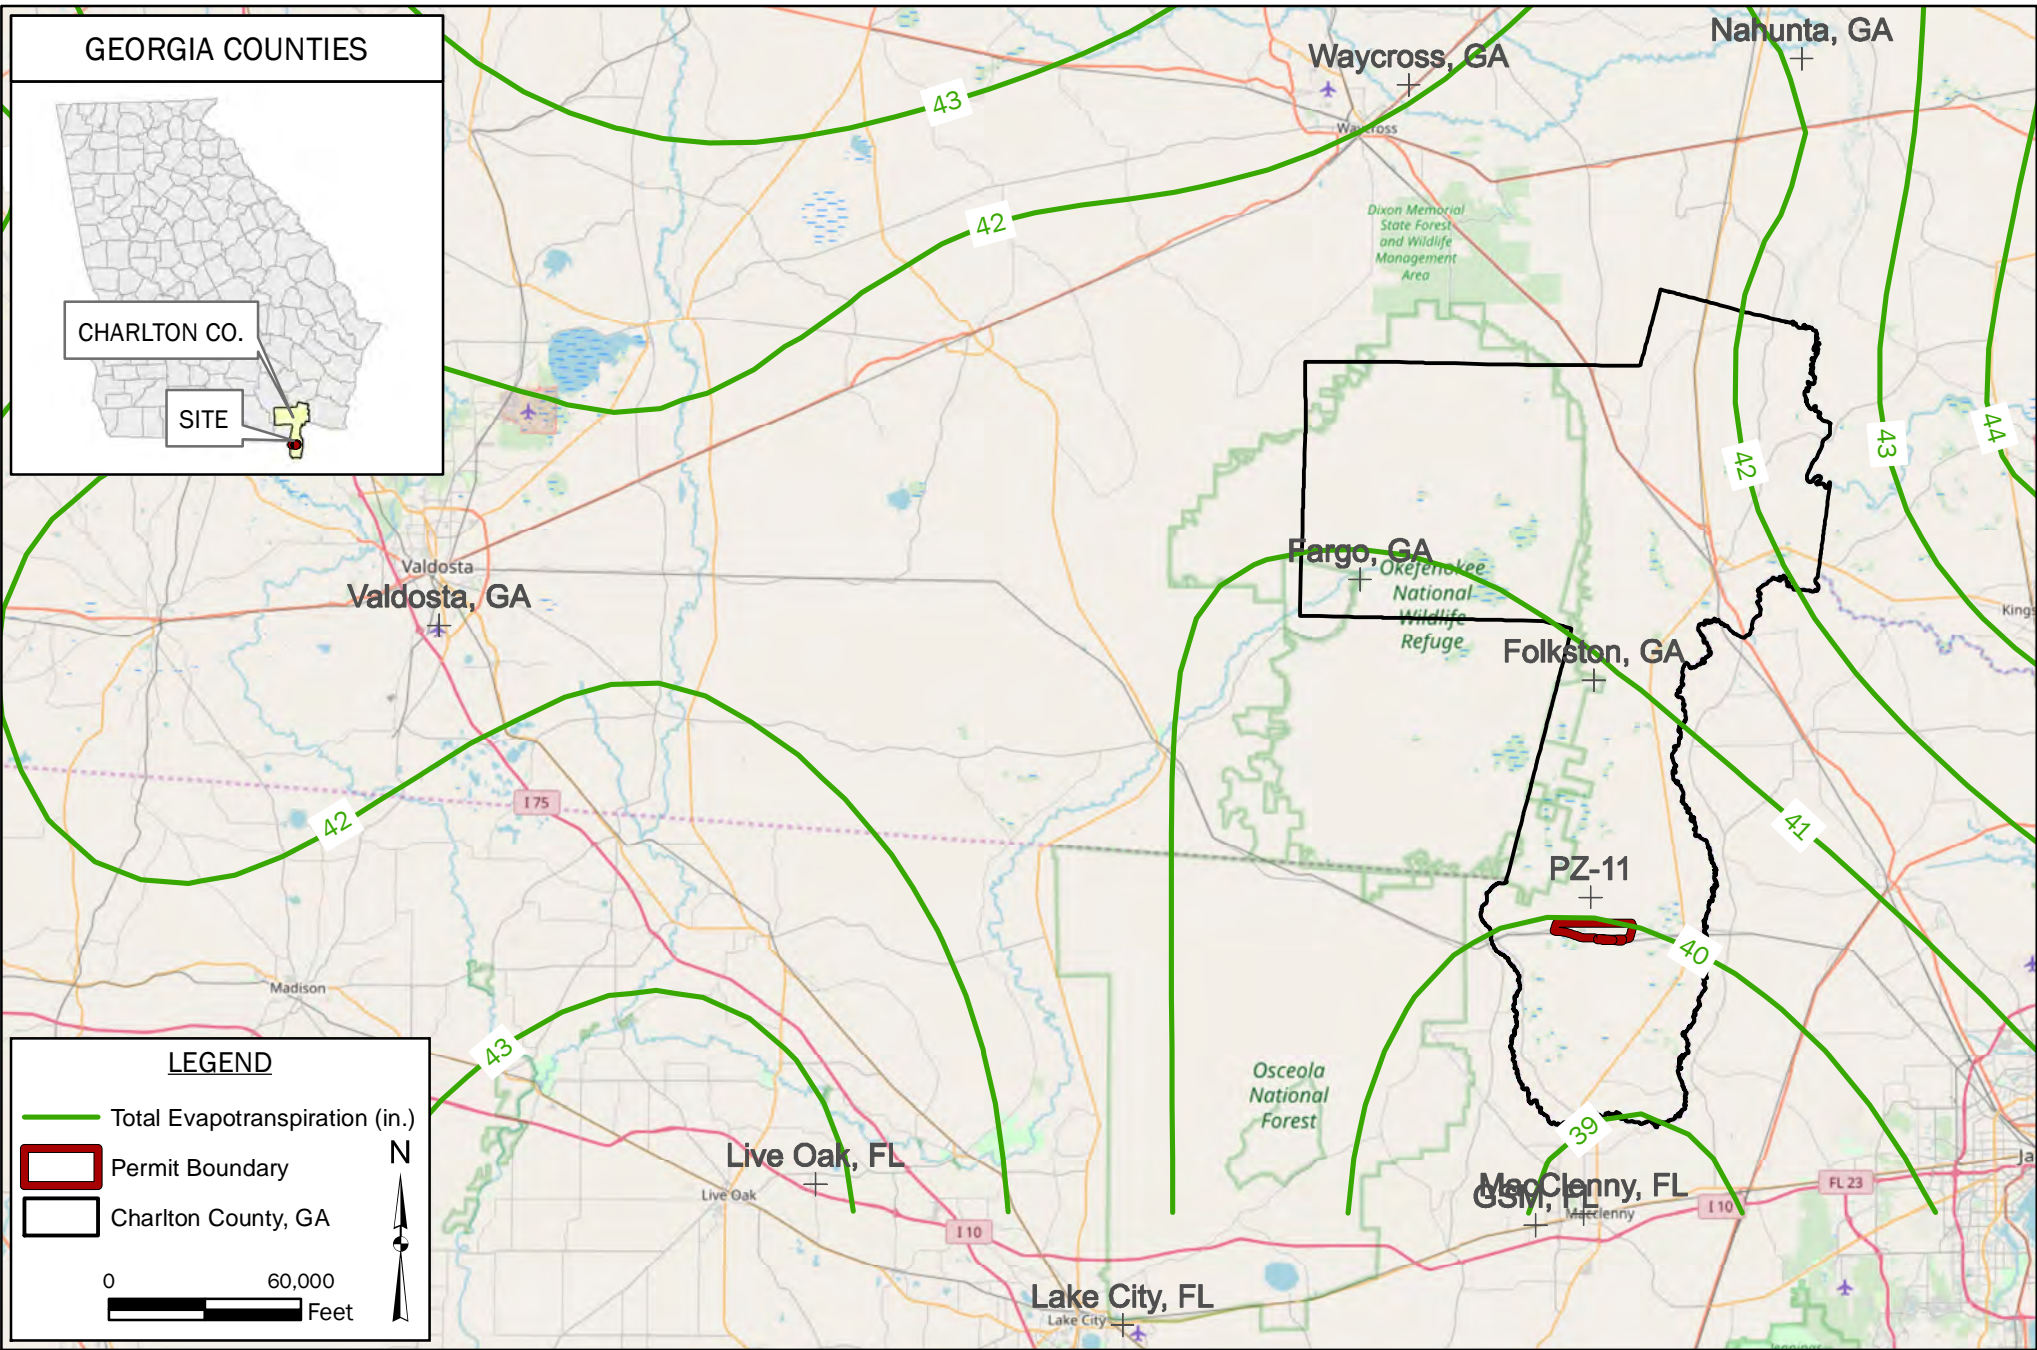 GEORGIA COUNTIES
CHARLTON CO.
SITE
Nahunta, GA
Waycross, GA
Waycross
43
42
Dixon Memorial
State Forest
and Wildlife
Management
Area
42
43
44
Valdosta
Valdosta, GA
Fargo, GA
Okefenokee
National
Wildlife
Refuge
Folkston, GA
I 75
42
41
PZ-11
40
Madison
43
Osceola
National
Forest
39
Live Oak, FL
Live Oak
MacClenny, FL
GSM, FL
Macclenny
FL 23
I 10
I 10
Lake City, FL
Lake City
LEGEND
Total Evapotranspiration (in.)
Permit Boundary
Charlton County, GA
N
0 60,000
Feet